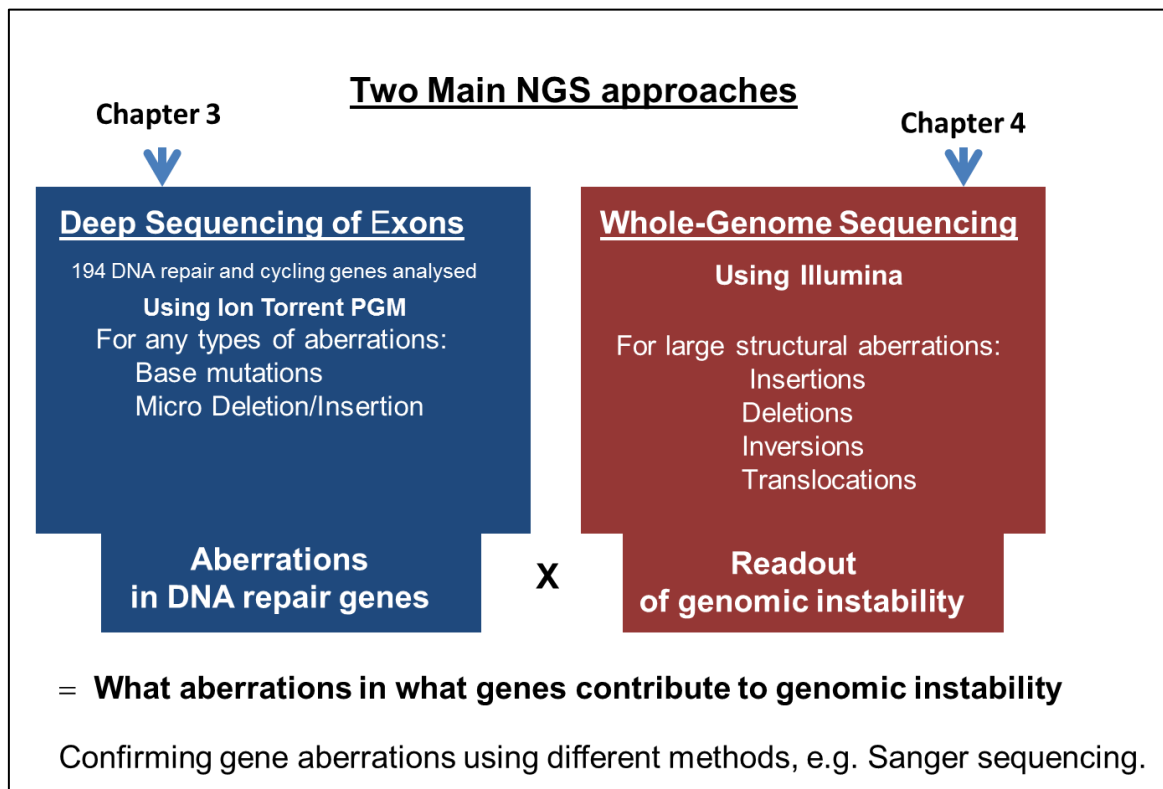 Two Main NGS approaches
Chapter 3
Chapter 4
Deep Sequencing of Exons
194 DNA repair and cycling genes analysed
Using Ion Torrent PGM
For any types of aberrations:
Base mutations
Micro Deletion/Insertion
Aberrations
in DNA repair genes
X
Whole-Genome Sequencing
Using Illumina
For large structural aberrations:
Insertions
Deletions
Inversions
Translocations
Readout
of genomic instability
= What aberrations in what genes contribute to genomic instability
Confirming gene aberrations using different methods, e.g. Sanger sequencing.